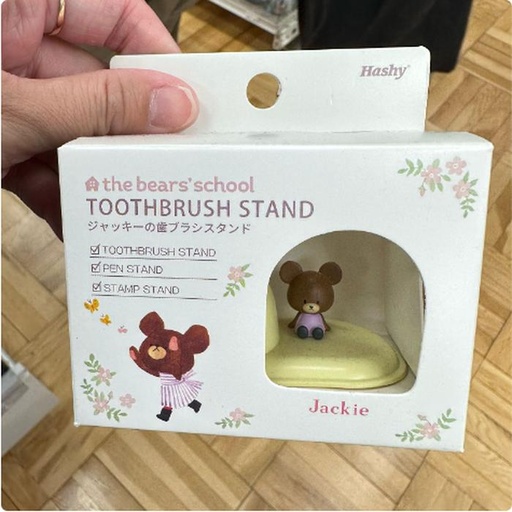 Hashy
the bears' school
TOOTHBRUSH STAND
ジャッキーの歯ブラシスタンド
TOOTHBRUSH STAND
PEN STAND
STAMP STAND
Jackie